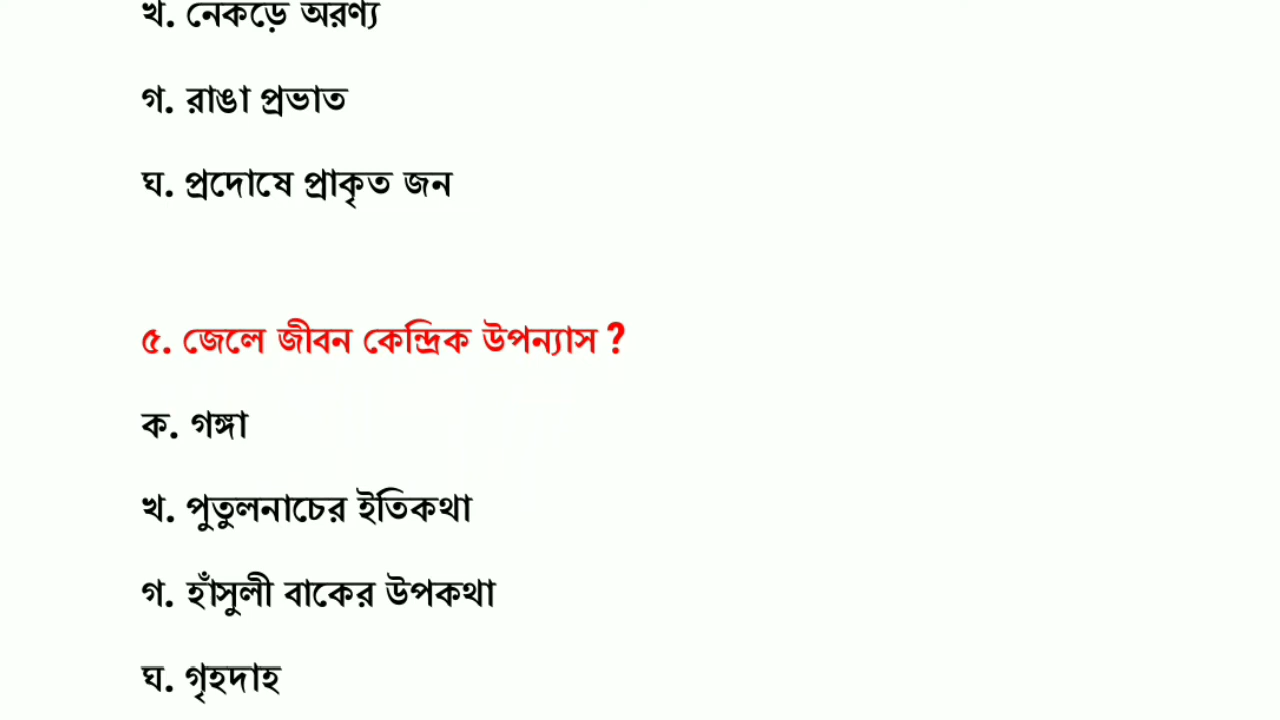 খ. নেকড়ে অরণ্য
গ. রাঙা প্রভাত
ঘ. প্রদোষে প্রাকৃত জন
৫. জেলে জীবন কেন্দ্রিক উপন্যাস ?
ক. গঙ্গা
খ. পুতুলনাচের ইতিকথা
গ. হাঁসুলী বাকের উপকথা
ঘ. গৃহদাহ